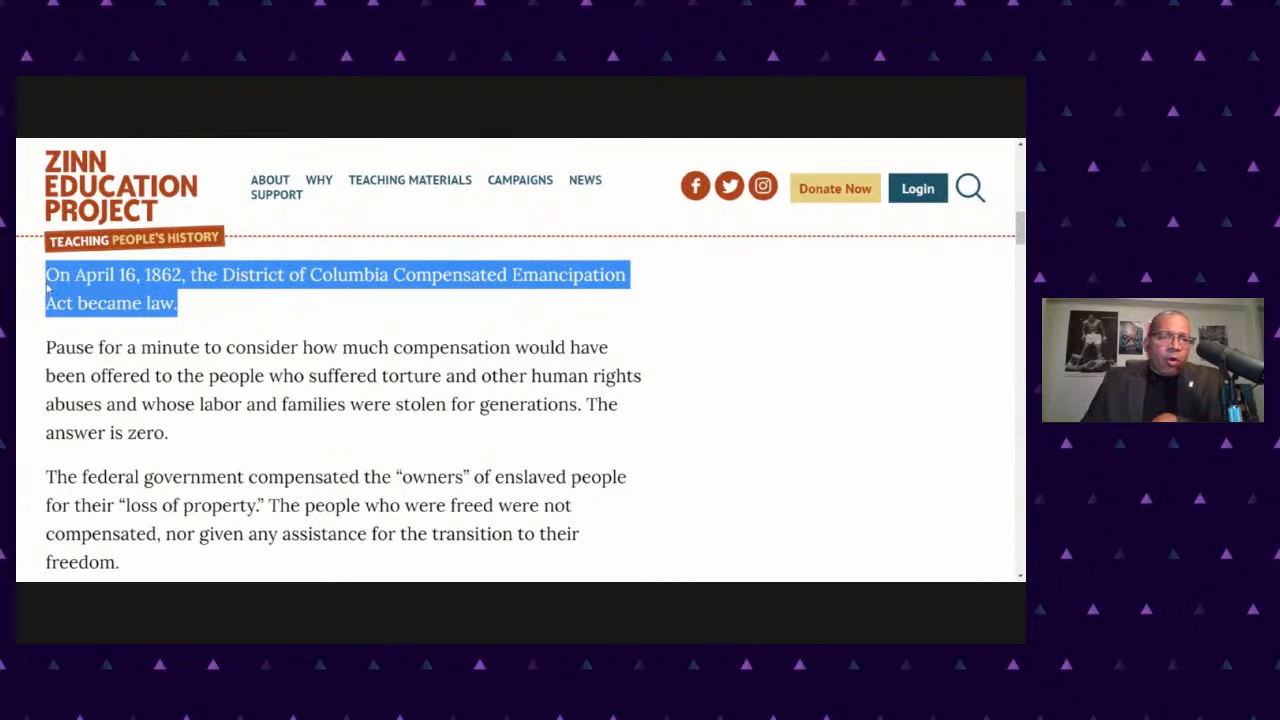 ZINN
EDUCATION
PROJECT
TEACHING PEOPLE'S HISTORY
ABOUT WHY TEACHING MATERIALS CAMPAIGNS NEWS
SUPPORT
Donate Now
Login
On April 16, 1862, the District of Columbia Compensated Emancipation
Act became law.
Pause for a minute to consider how much compensation would have
been offered to the people who suffered torture and other human rights
abuses and whose labor and families were stolen for generations. The
answer is zero.
The federal government compensated the “owners” of enslaved people
for their “loss of property.” The people who were freed were not
compensated, nor given any assistance for the transition to their
freedom.